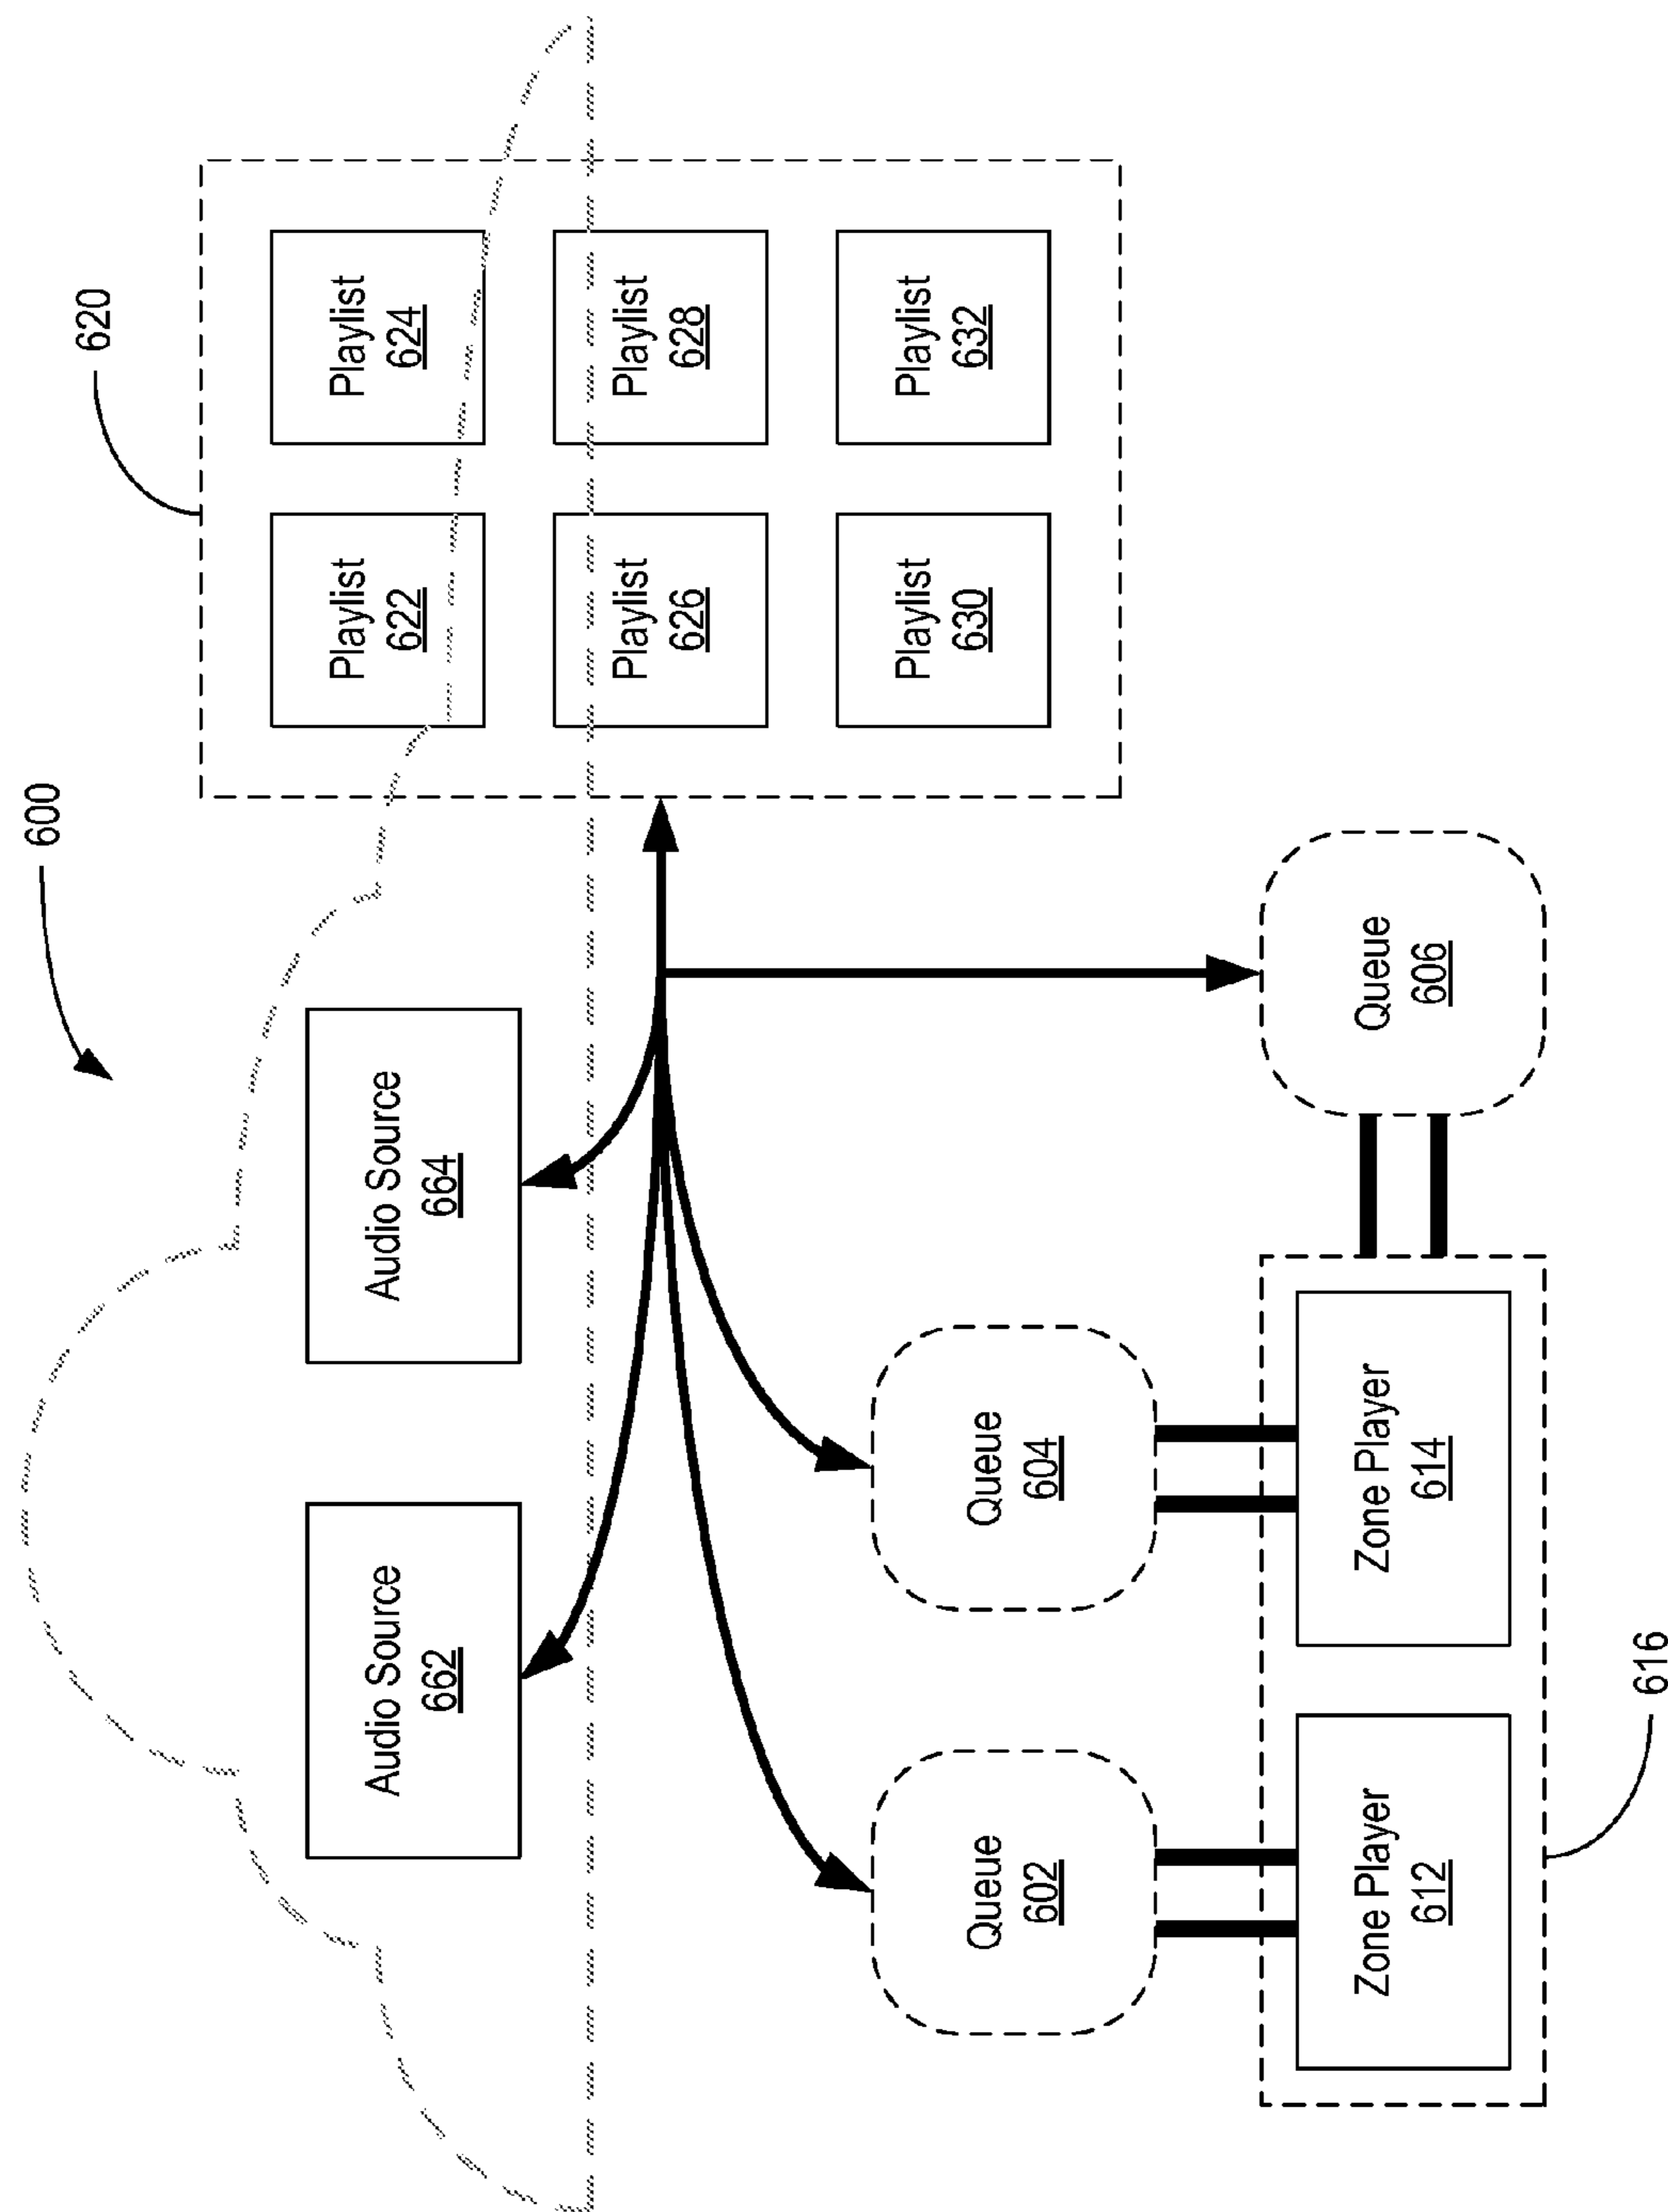 600
620
Audio Source
662
Audio Source
664
Playlist
622
Playlist
624
Playlist
626
Playlist
628
Playlist
630
Playlist
632
Queue
602
Queue
604
Queue
606
Zone Player
612
Zone Player
614
616